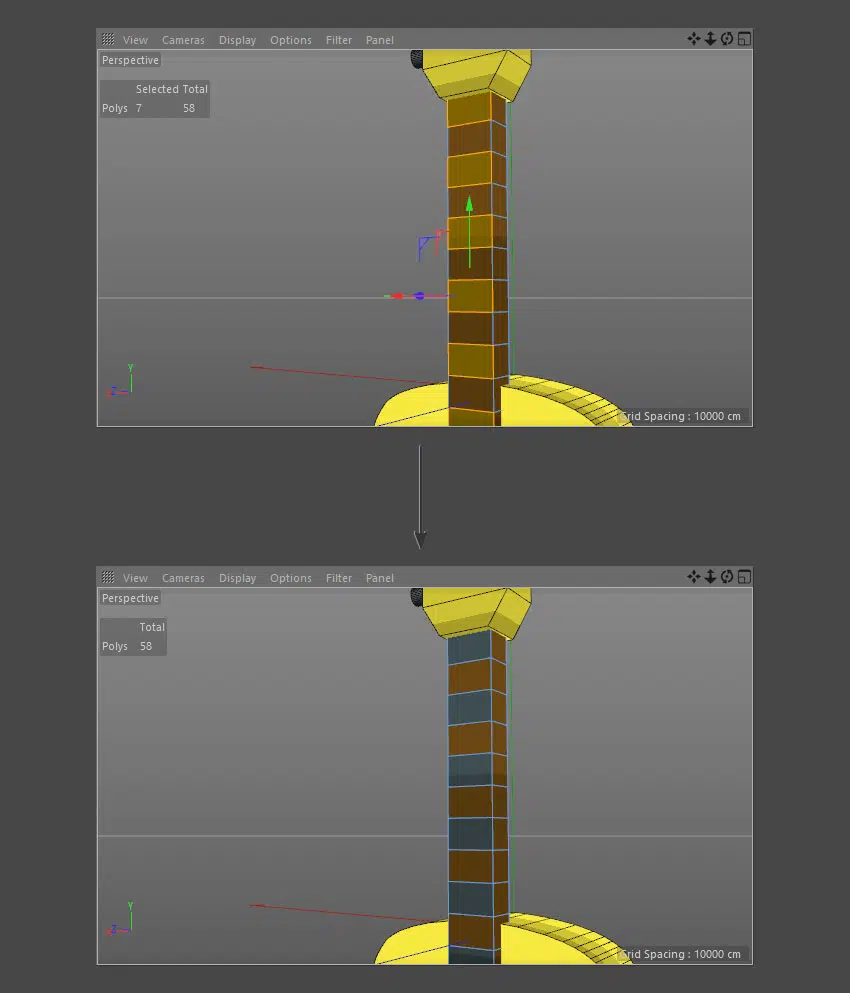 View Cameras Display Options Filter Panel
Perspective
Selected Total
Polys 7 58
Y
Z
Grid Spacing : 10000 cm
View Cameras Display Options Filter Panel
Perspective
Total
Polys 58
Y
Z
Grid Spacing : 10000 cm